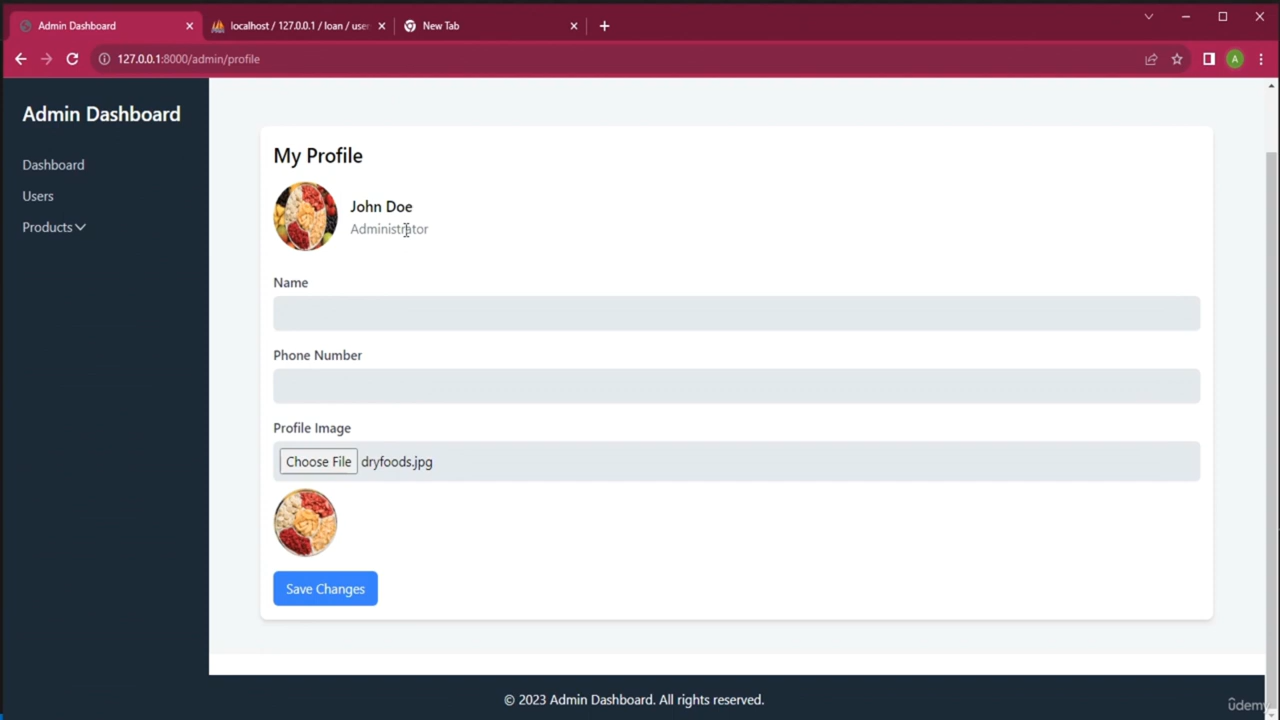 Admin Dashboard
localhost / 127.0.0.1 / loan / user
New Tab
127.0.0.1:8000/admin/profile
A
Admin Dashboard
Dashboard
Users
Products
My Profile
John Doe
Administrator
Name
Phone Number
Profile Image
Choose File dryfoods.jpg
Save Changes
© 2023 Admin Dashboard. All rights reserved.
ûdemy